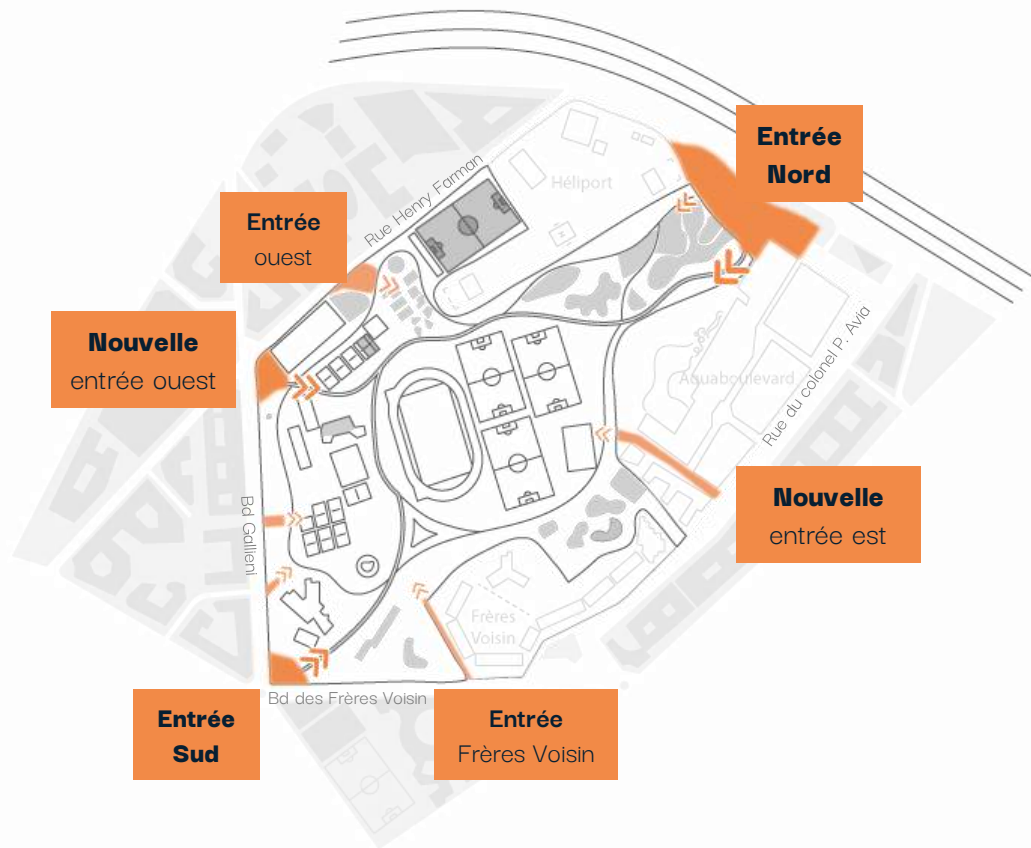 Entrée
Nord
Héliport
Rue Henry Farman
Entrée
ouest
Nouvelle
entrée ouest
Aquaboulevard
Rue du colonel P. Avia
Nouvelle
entrée est
Bd Gallieni
Frères
Voisin
Bd des Frères Voisin
Entrée
Sud
Entrée
Frères Voisin